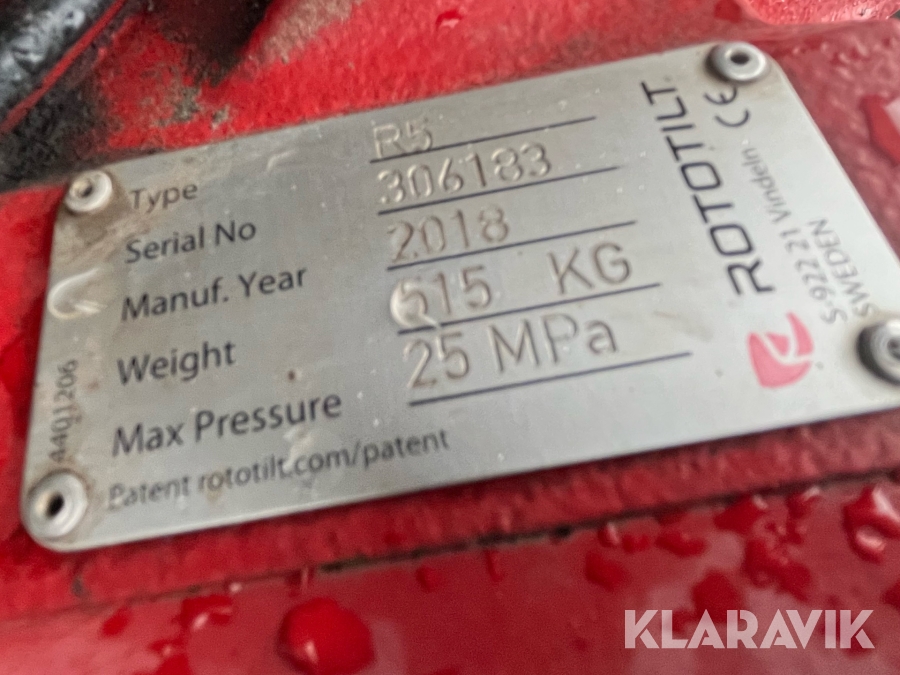 Type R5
Serial No 306183
Manuf. Year 2018
Weight 515 KG
Max Pressure 25 MPa
Patent rototilt.com/patent
4401206
ROTOTILT
CE
S-922 21 Vindeln
SWEDEN
KLARAVIK